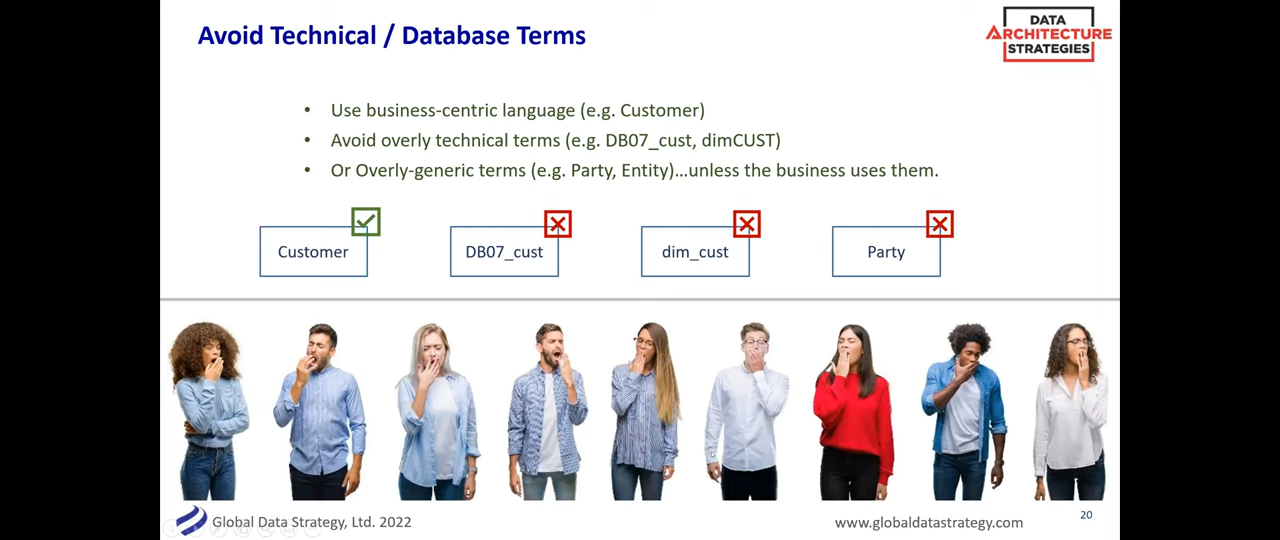 Avoid Technical / Database Terms
DATA
ARCHITECTURE
STRATEGIES
• Use business-centric language (e.g. Customer)
• Avoid overly technical terms (e.g. DB07_cust, dimCUST)
• Or Overly-generic terms (e.g. Party, Entity)…unless the business uses them.
Customer
DB07_cust
dim_cust
Party
Global Data Strategy, Ltd. 2022
www.globaldatastrategy.com
20